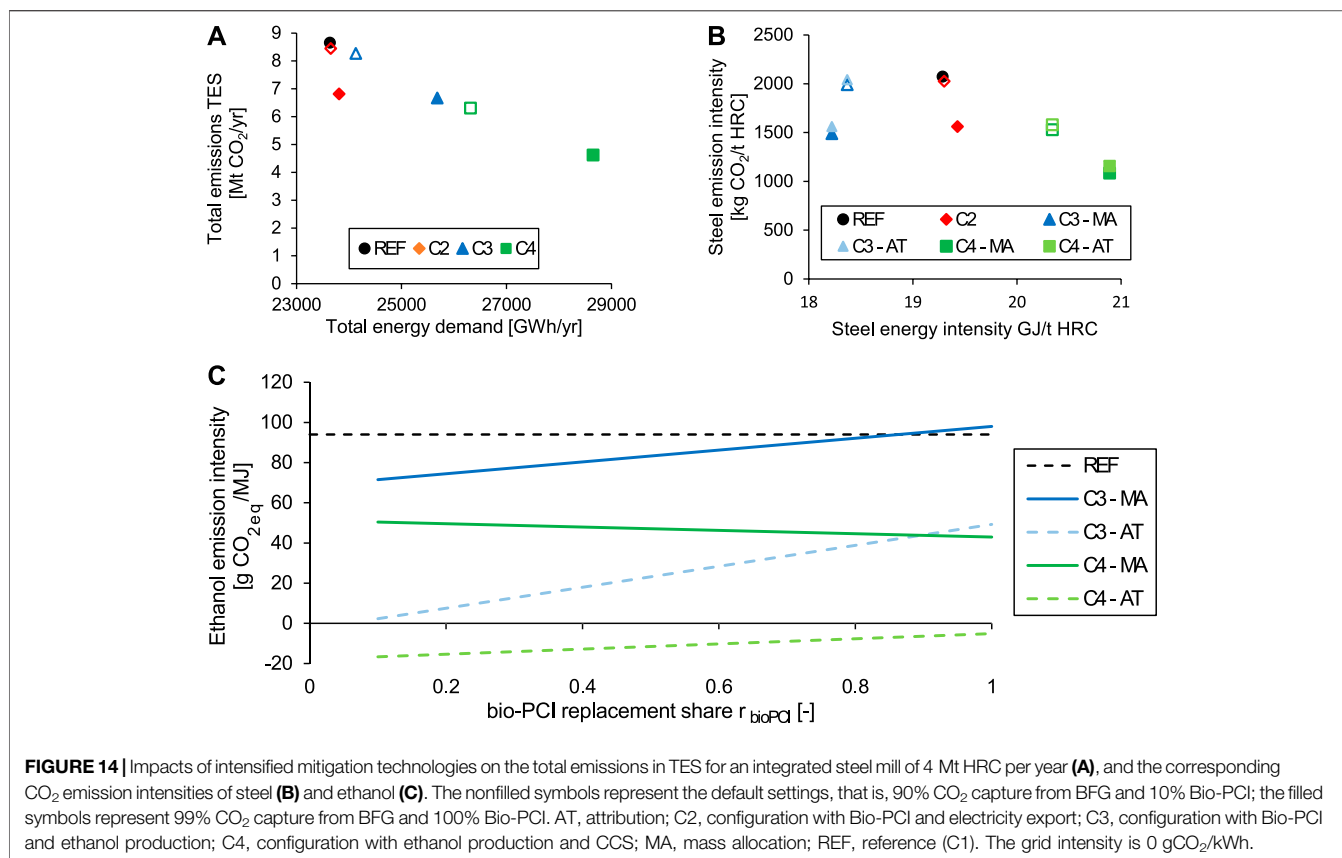 A
Total emissions TES
[Mt CO₂/yr]
9
8
7
6
5
4
3
2
1
0
REF
C2
C3
C4
23000
25000
27000
29000
Total energy demand [GWh/yr]
B
Steel emission intensity
[kg CO₂/t HRC]
2500
2000
1500
1000
500
0
REF
C2
C3 - MA
C3 - AT
C4 - MA
C4 - AT
18
19
20
21
Steel energy intensity GJ/t HRC
C
Ethanol emission intensity
[g CO₂eq/MJ]
120
100
80
60
40
20
0
-20
0
0.2
0.4
0.6
0.8
1
bio-PCI replacement share r bioPCI [-]
REF
C3 - MA
C3 - AT
C4 - MA
C4 - AT
FIGURE 14 | Impacts of intensified mitigation technologies on the total emissions in TES for an integrated steel mill of 4 Mt HRC per year (A), and the corresponding
CO₂ emission intensities of steel (B) and ethanol (C). The nonfilled symbols represent the default settings, that is, 90% CO₂ capture from BFG and 10% Bio-PCI; the filled
symbols represent 99% CO₂ capture from BFG and 100% Bio-PCI. AT, attribution; C2, configuration with Bio-PCI and electricity export; C3, configuration with Bio-PCI
and ethanol production; C4, configuration with ethanol production and CCS; MA, mass allocation; REF, reference (C1). The grid intensity is 0 gCO₂/kWh.